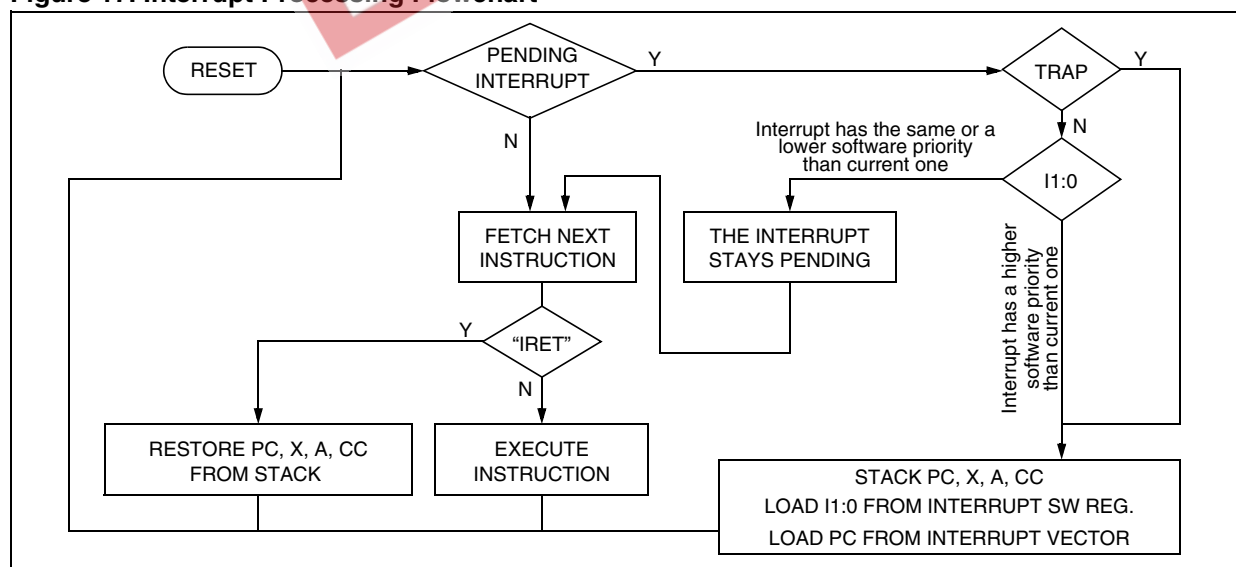 RESET
PENDING
INTERRUPT
Y
TRAP
Y
N
N
Interrupt has the same or a
lower software priority
than current one
I1:0
FETCH NEXT
INSTRUCTION
THE INTERRUPT
STAYS PENDING
Interrupt has a higher
software priority
than current one
Y
“IRET”
N
RESTORE PC, X, A, CC
FROM STACK
EXECUTE
INSTRUCTION
STACK PC, X, A, CC
LOAD I1:0 FROM INTERRUPT SW REG.
LOAD PC FROM INTERRUPT VECTOR